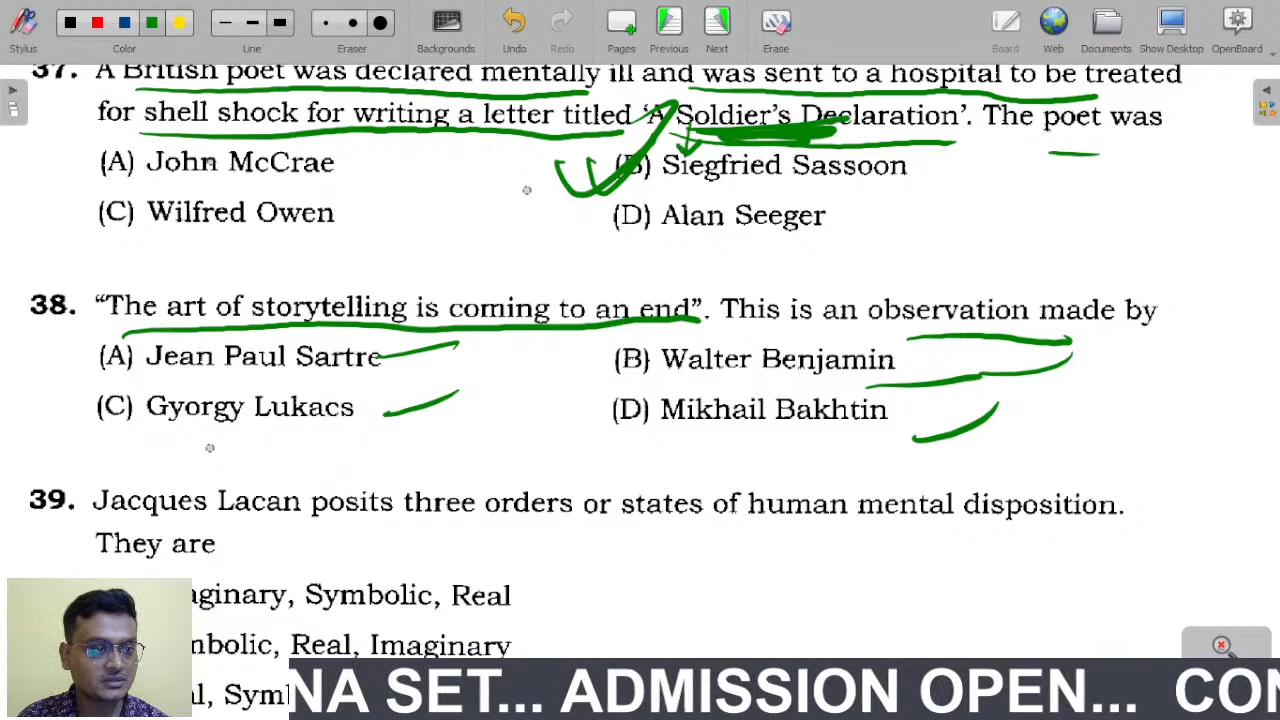 Stylus Color Line Eraser Backgrounds Undo Redo Pages Previous Next Erase Board Web Documents Show Desktop OpenBoard
37. A British poet was declared mentally ill and was sent to a hospital to be treated
for shell shock for writing a letter titled ‘A Soldier’s Declaration’. The poet was
(A) John McCrae (B) Siegfried Sassoon
(C) Wilfred Owen (D) Alan Seeger
38. “The art of storytelling is coming to an end”. This is an observation made by
(A) Jean Paul Sartre (B) Walter Benjamin
(C) Gyorgy Lukacs (D) Mikhail Bakhtin
39. Jacques Lacan posits three orders or states of human mental disposition.
They are
aginary, Symbolic, Real
mbolic, Real, Imaginary
al, Symb
NA SET... ADMISSION OPEN... CON